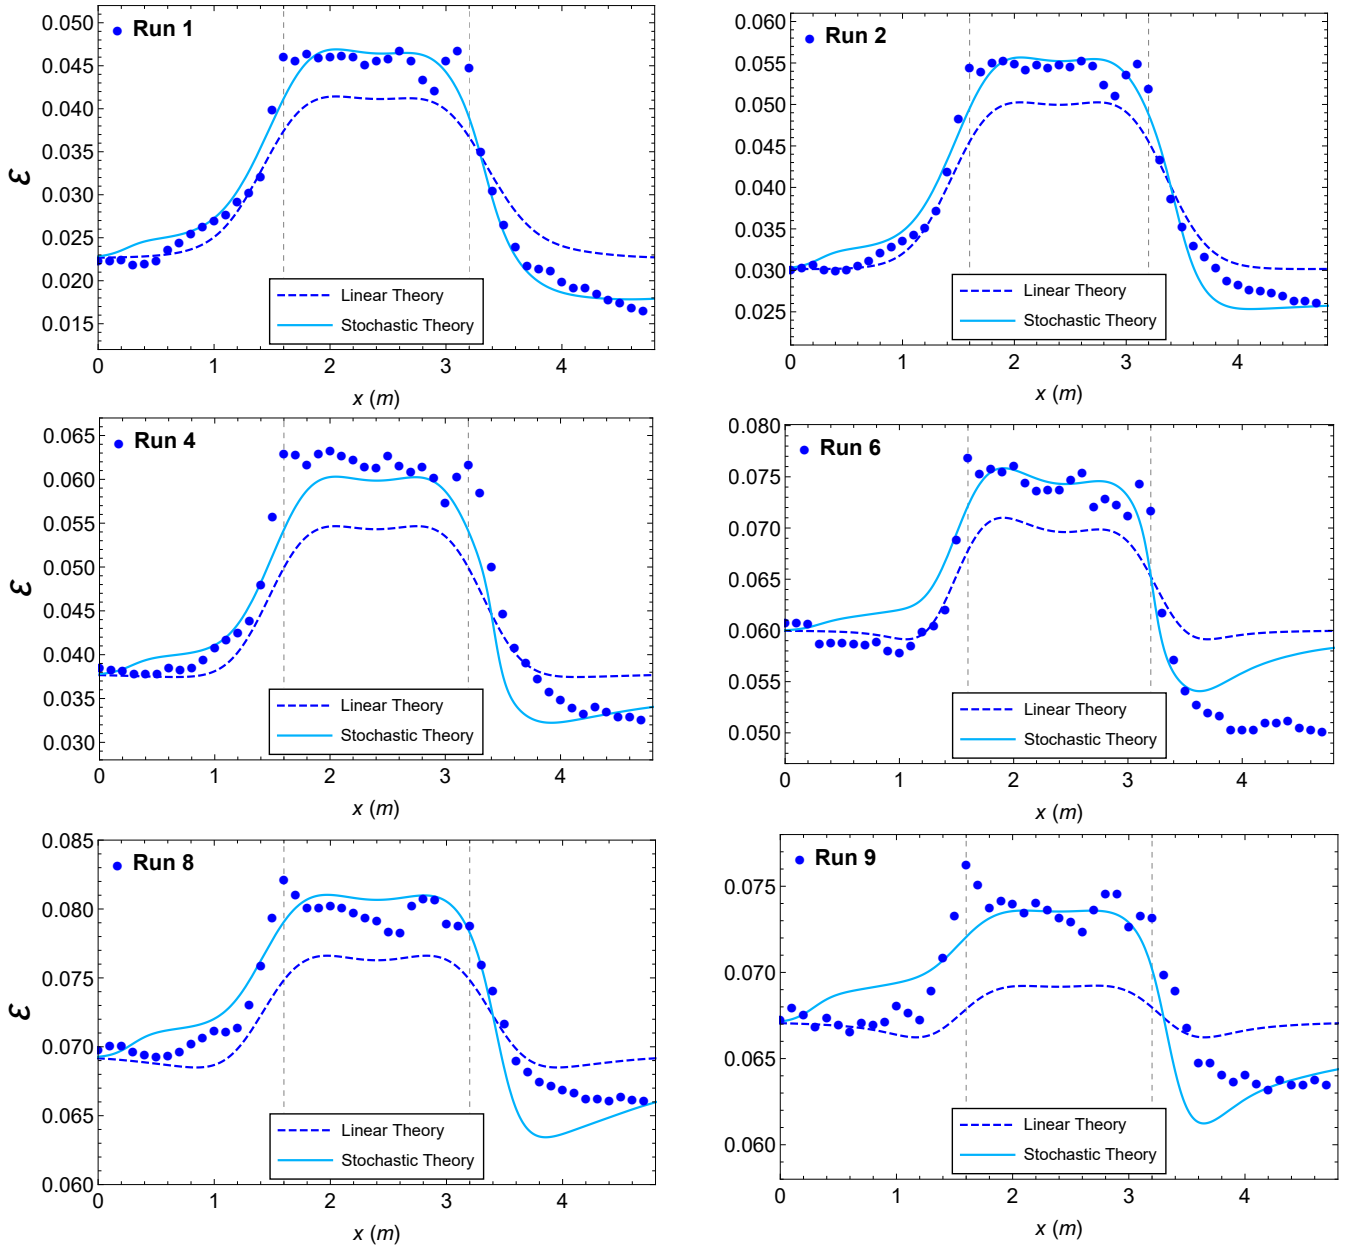 Run 1
0.050
0.045
0.040
0.035
0.030
0.025
0.020
0.015
ε
Linear Theory
Stochastic Theory
0 1 2 3 4
x (m)
Run 2
0.060
0.055
0.050
0.045
0.040
0.035
0.030
0.025
Linear Theory
Stochastic Theory
0 1 2 3 4
x (m)
Run 4
0.065
0.060
0.055
0.050
0.045
0.040
0.035
0.030
ε
Linear Theory
Stochastic Theory
0 1 2 3 4
x (m)
Run 6
0.080
0.075
0.070
0.065
0.060
0.055
0.050
Linear Theory
Stochastic Theory
0 1 2 3 4
x (m)
Run 8
0.085
0.080
0.075
0.070
0.065
0.060
ε
Linear Theory
Stochastic Theory
0 1 2 3 4
x (m)
Run 9
0.075
0.070
0.065
0.060
Linear Theory
Stochastic Theory
0 1 2 3 4
x (m)